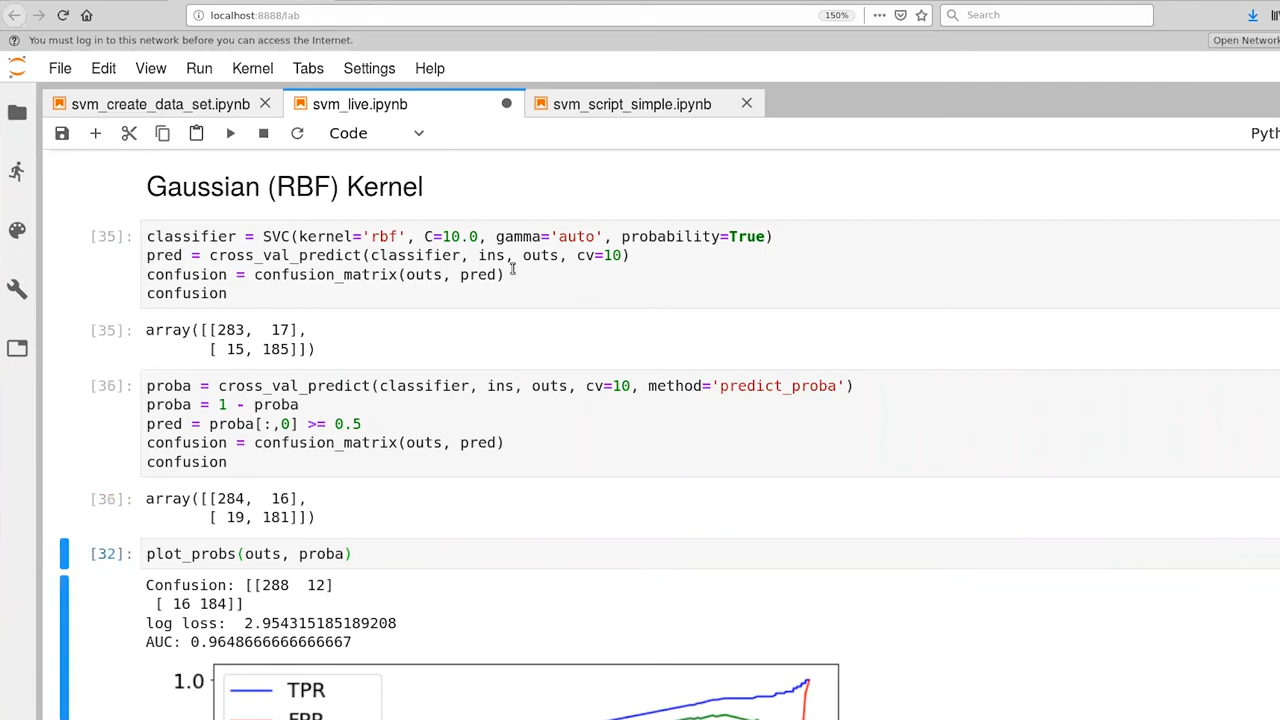 localhost:8888/lab
150%
Search
You must log in to this network before you can access the Internet.
Open Network
File Edit View Run Kernel Tabs Settings Help
svm_create_data_set.ipynb
svm_live.ipynb
svm_script_simple.ipynb
Code
Pyth
Gaussian (RBF) Kernel
[35]: classifier = SVC(kernel='rbf', C=10.0, gamma='auto', probability=True)
pred = cross_val_predict(classifier, ins, outs, cv=10)
confusion = confusion_matrix(outs, pred)
confusion
[35]: array([[283, 17],
[ 15, 185]])
[36]: proba = cross_val_predict(classifier, ins, outs, cv=10, method='predict_proba')
proba = 1 - proba
pred = proba[:,0] >= 0.5
confusion = confusion_matrix(outs, pred)
confusion
[36]: array([[284, 16],
[ 19, 181]])
[32]: plot_probs(outs, proba)
Confusion: [[288 12]
[ 16 184]]
log loss: 2.954315185189208
AUC: 0.9648666666666667
1.0
TPR